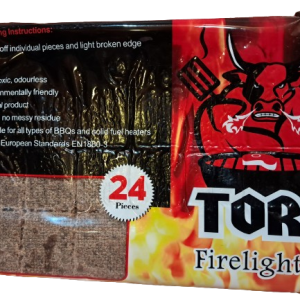 ng Instructions:
off individual pieces and light broken edge
oxic, odourless
nmentally friendly
al product
no messy residue
le for all types of BBQs and solid fuel heaters
European Standards EN1860-3
24
Pieces
TOR
Firelight